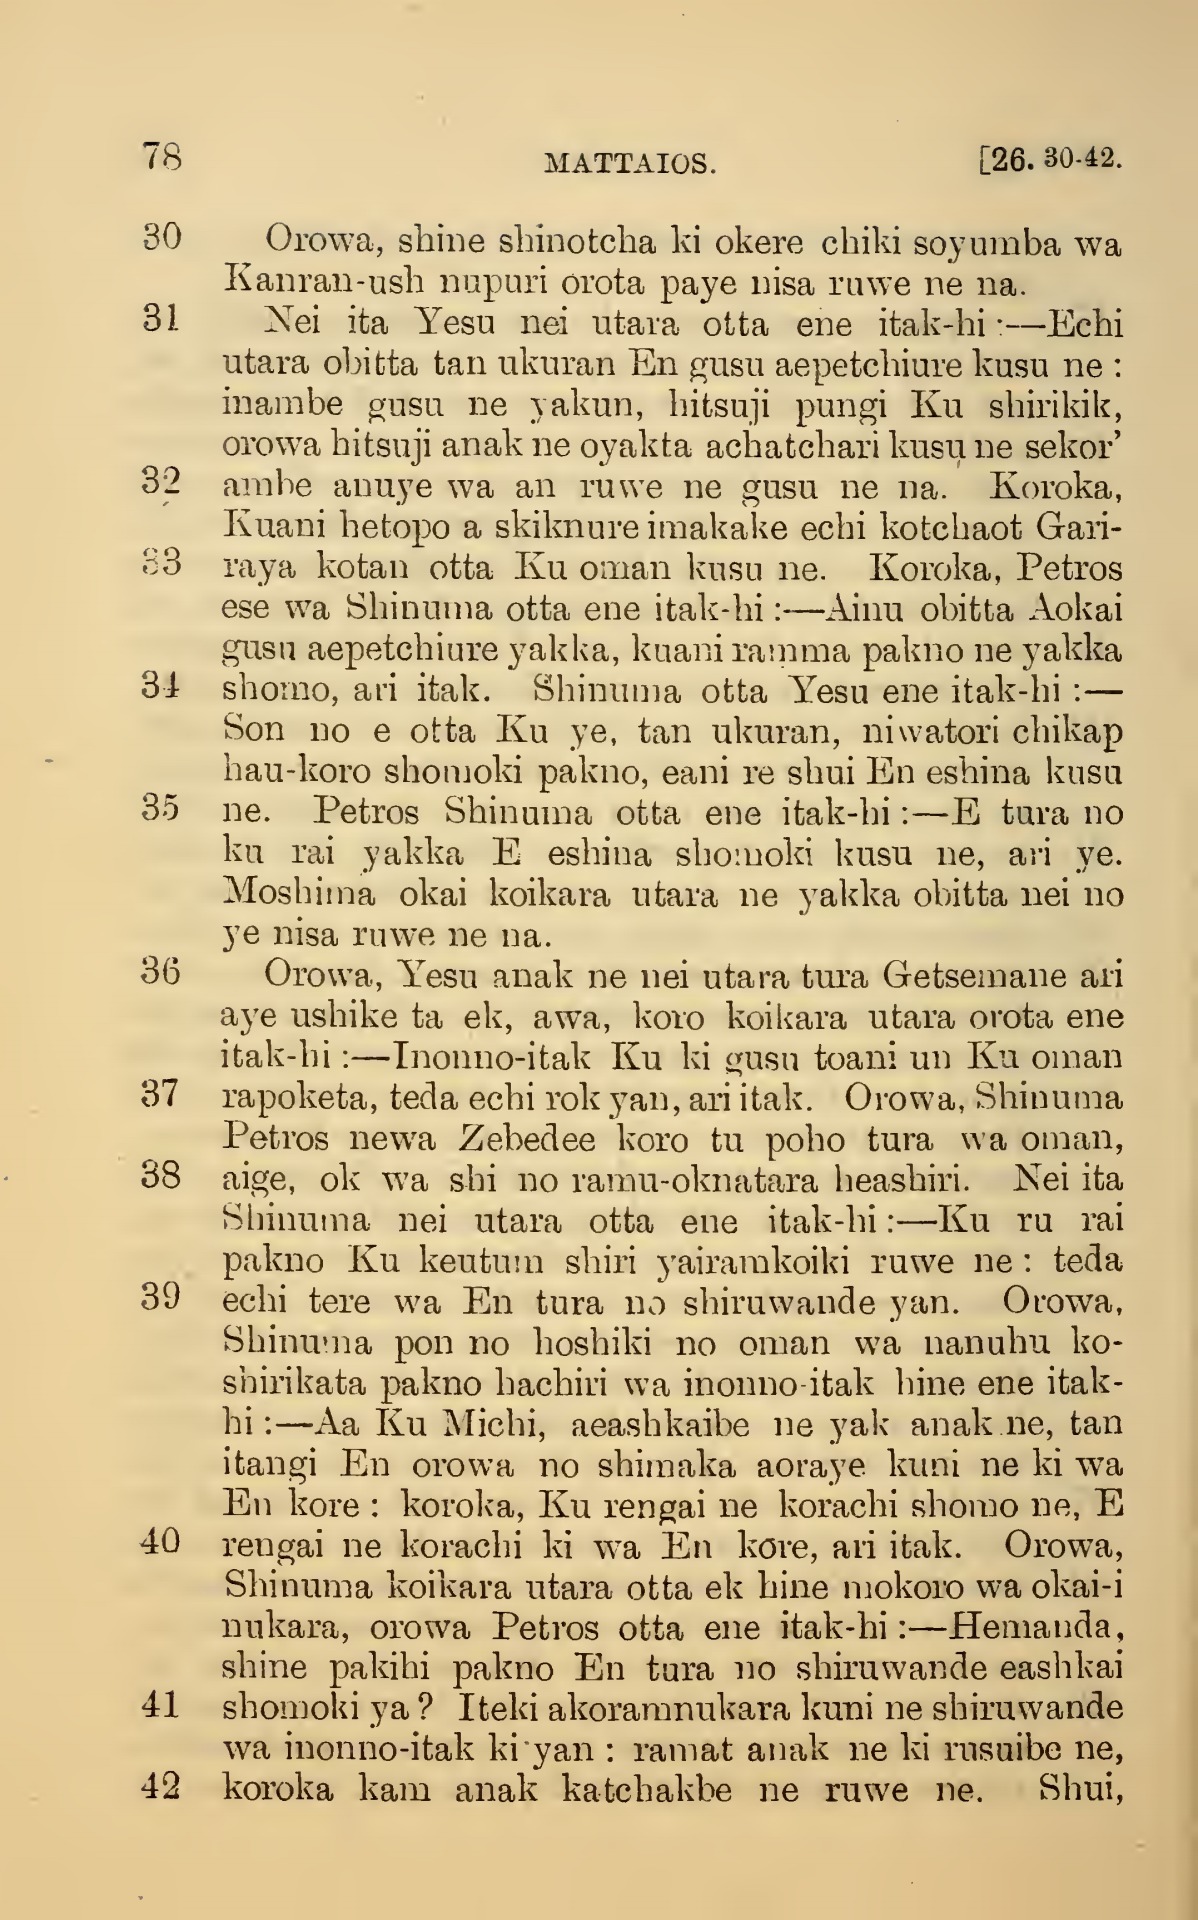 78 MATTAIOS. [26. 30-42.
30 Orowa, shine shinotcha ki okere chiki soyumba wa
Kanran-ush nupuri orota paye nisa ruwe ne na.
31 Nei ita Yesu nei utara otta ene itak-hi :—Echi
utara obitta tan ukuran En gusu aepetchiure kusu ne :
inambe gusu ne yakun, hitsuji pungi Ku shirikik,
orowa hitsuji anak ne oyakta achatchari kusu ne sekor’
32 ambe anuye wa an ruwe ne gusu ne na. Koroka,
Kuani hetopo a skiknure imakake echi kotchaot Gari-
33 raya kotan otta Ku oman kusu ne. Koroka, Petros
ese wa Shinuma otta ene itak-hi :—Ainu obitta Aokai
gusu aepetchiure yakka, kuani ramma pakno ne yakka
34 shomo, ari itak. Shinuma otta Yesu ene itak-hi :—
Son no e otta Ku ye, tan ukuran, niwatori chikap
hau-koro shomoki pakno, eani re shui En eshina kusu
35 ne. Petros Shinuma otta ene itak-hi :—E tura no
ku rai yakka E eshina shomoki kusu ne, ari ye.
Moshima okai koikara utara ne yakka obitta nei no
ye nisa ruwe ne na.
36 Orowa, Yesu anak ne nei utara tura Getsemane ari
aye ushike ta ek, awa, koro koikara utara orota ene
itak-hi :—Inonno-itak Ku ki gusu toani un Ku oman
37 rapoketa, teda echi rok yan, ari itak. Orowa, Shinuma
Petros newa Zebedee koro tu poho tura wa oman,
38 aige, ok wa shi no ramu-oknatara heashiri. Nei ita
Shinuma nei utara otta ene itak-hi :—Ku ru rai
pakno Ku keutum shiri yairamkoiki ruwe ne : teda
39 echi tere wa En tura no shiruwande yan. Orowa,
Shinuma pon no hoshiki no oman wa nanuhu ko-
shirikata pakno hachiri wa inonno-itak hine ene itak-
hi :—Aa Ku Michi, aeashkaibe ne yak anak ne, tan
itangi En orowa no shimaka aoraye kuni ne ki wa
En kore : koroka, Ku rengai ne korachi shomo ne, E
40 rengai ne korachi ki wa En kore, ari itak. Orowa,
Shinuma koikara utara otta ek hine mokoro wa okai-i
nukara, orowa Petros otta ene itak-hi :—Hemanda,
shine pakihi pakno En tura no shiruwande eashkai
41 shomoki ya ? Iteki akoramnukara kuni ne shiruwande
wa inonno-itak ki yan : ramat anak ne ki rusuibe ne,
42 koroka kam anak katchakbe ne ruwe ne. Shui,